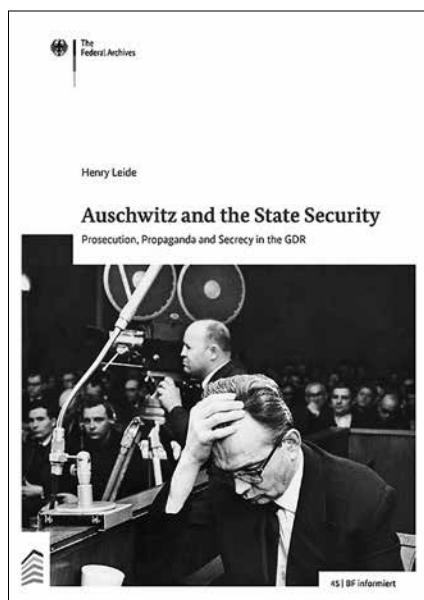 The
Federal Archives
Henry Leide
Auschwitz and the State Security
Prosecution, Propaganda and Secrecy in the GDR
45 | BF informiert